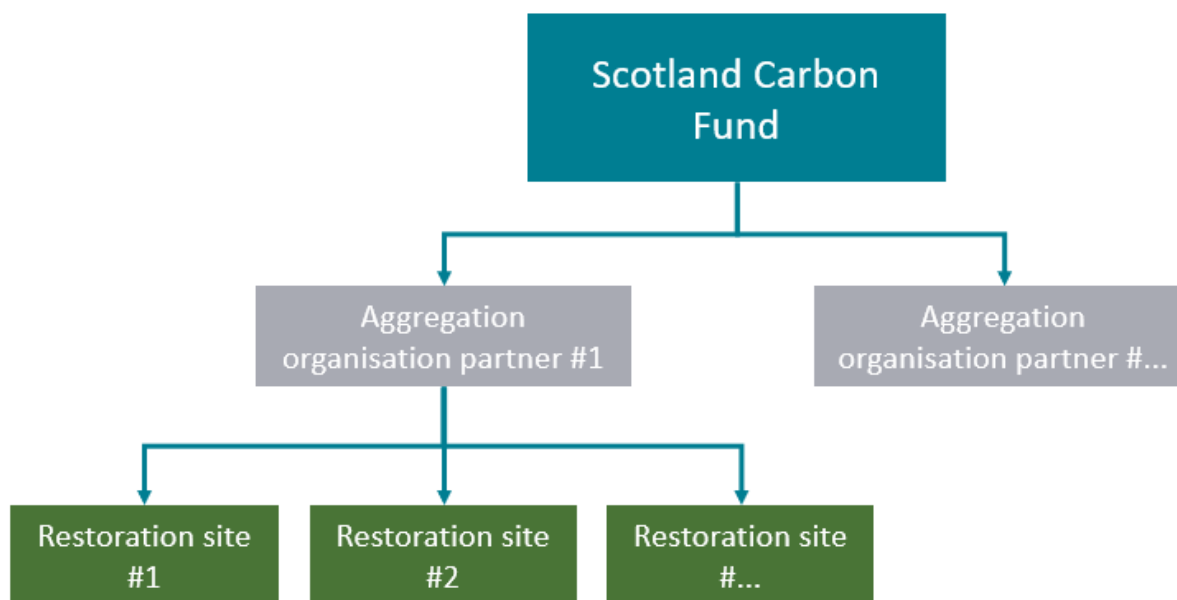 Scotland Carbon
Fund
Aggregation
organisation partner #1
Aggregation
organisation partner #...
Restoration site
#1
Restoration site
#2
Restoration site
#...